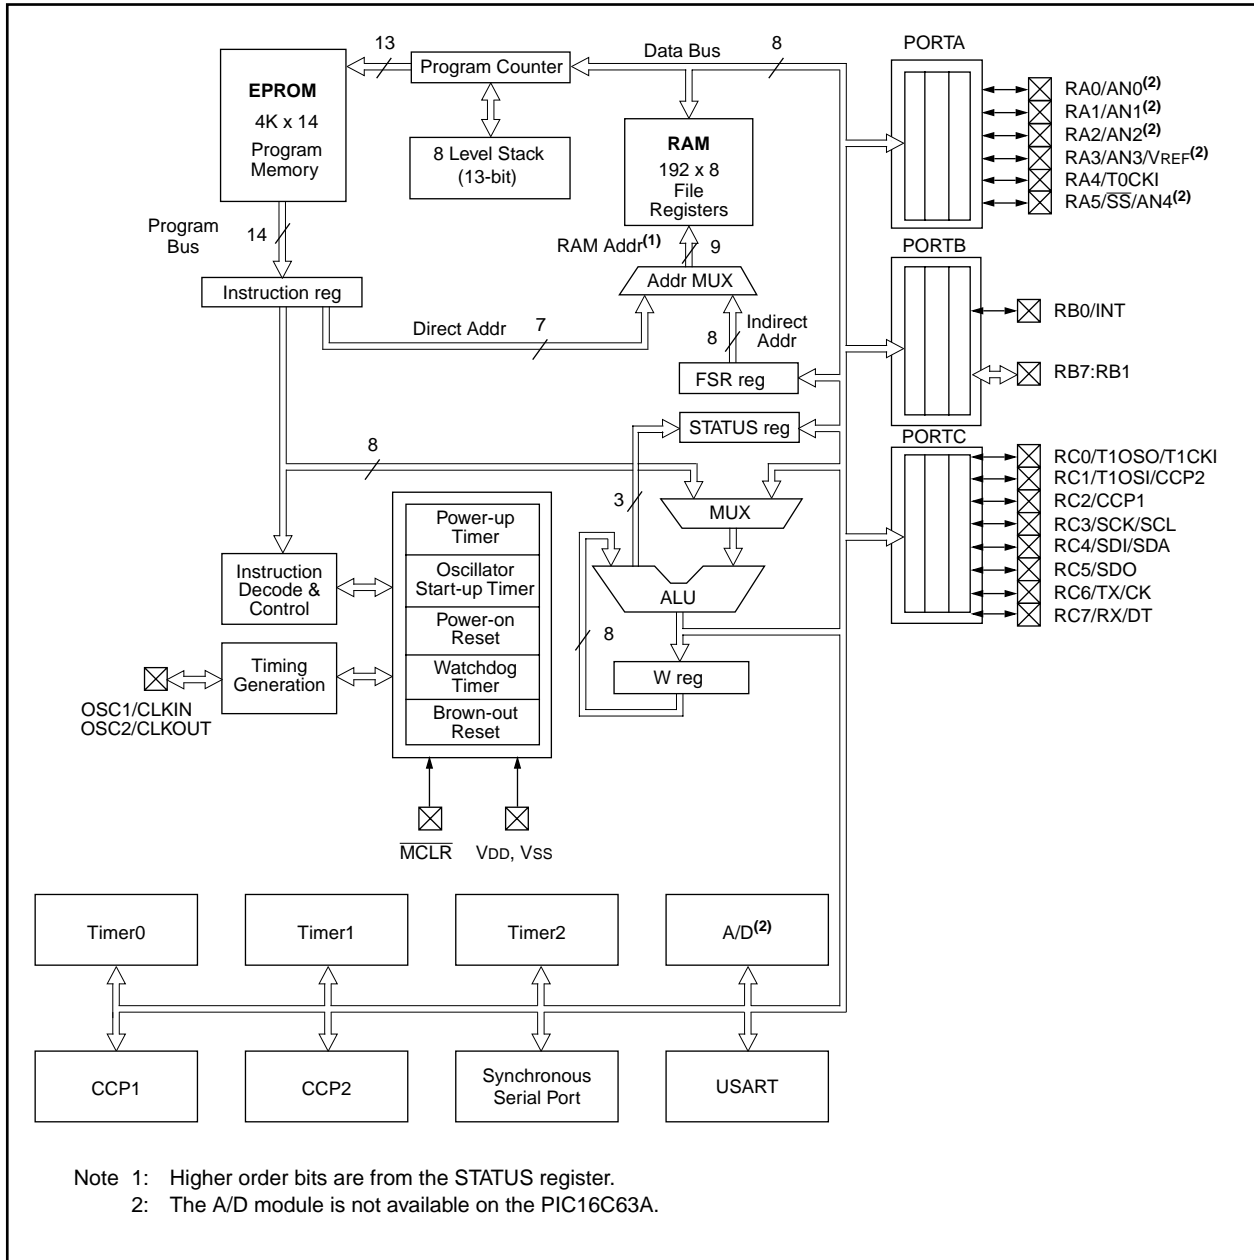 13
Data Bus
8
PORTA
Program Counter
EPROM
4K x 14
Program
Memory
8 Level Stack
(13-bit)
RAM
192 x 8
File
Registers
RA0/AN0(2)
RA1/AN1(2)
RA2/AN2(2)
RA3/AN3/VREF(2)
RA4/T0CKI
RA5/SS/AN4(2)
Program
Bus
14
RAM Addr(1)
9
PORTB
Instruction reg
Addr MUX
Direct Addr
7
8
Indirect
Addr
RB0/INT
FSR reg
RB7:RB1
STATUS reg
PORTC
8
3
MUX
RC0/T1OSO/T1CKI
RC1/T1OSI/CCP2
RC2/CCP1
RC3/SCK/SCL
RC4/SDI/SDA
RC5/SDO
RC6/TX/CK
RC7/RX/DT
Power-up
Timer
Oscillator
Start-up Timer
Power-on
Reset
Watchdog
Timer
Brown-out
Reset
Instruction
Decode &
Control
ALU
8
W reg
Timing
Generation
OSC1/CLKIN
OSC2/CLKOUT
MCLR
VDD, VSS
Timer0
Timer1
Timer2
A/D(2)
CCP1
CCP2
Synchronous
Serial Port
USART
Note 1: Higher order bits are from the STATUS register.
2: The A/D module is not available on the PIC16C63A.